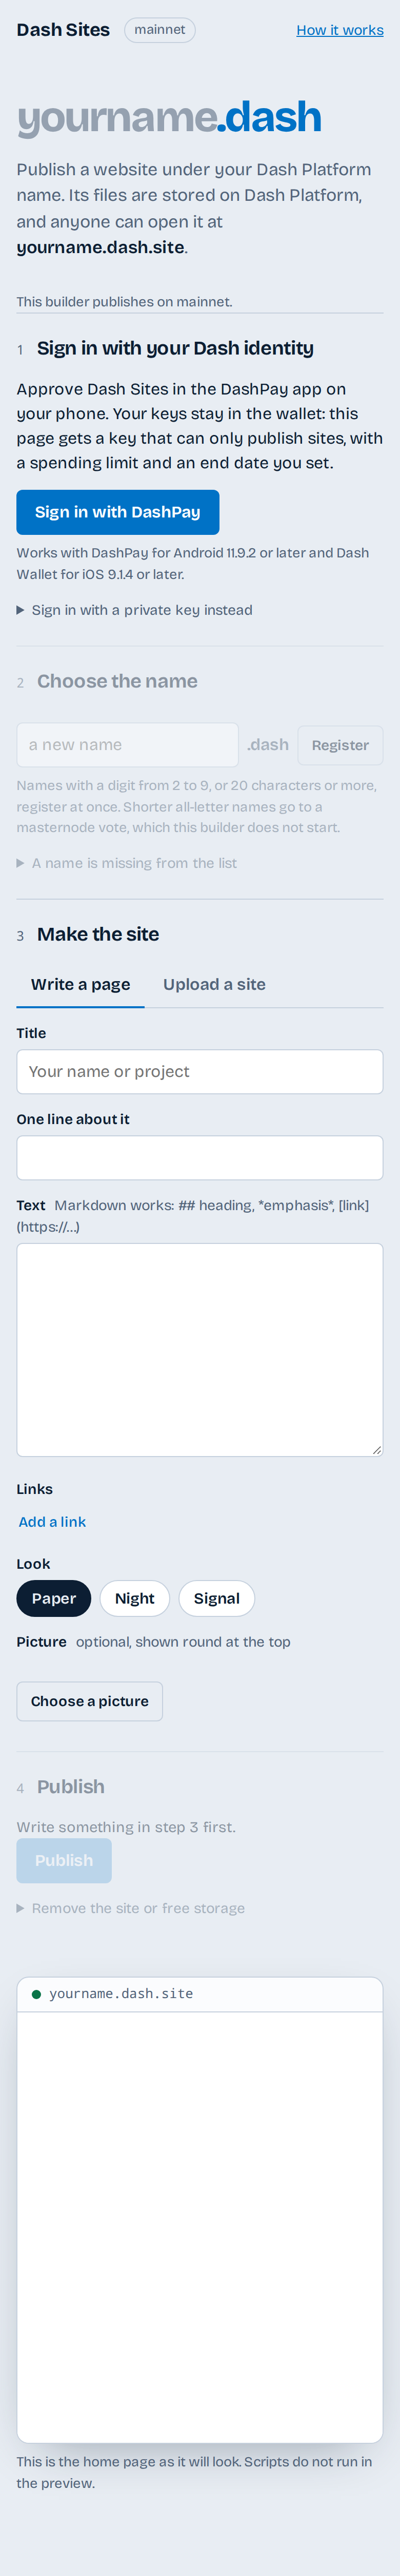 Dash Sites
mainnet
How it works
yourname.dash
Publish a website under your Dash Platform
name. Its files are stored on Dash Platform,
and anyone can open it at
yourname.dash.site.
This builder publishes on mainnet.
1 Sign in with your Dash identity
Approve Dash Sites in the DashPay app on
your phone. Your keys stay in the wallet: this
page gets a key that can only publish sites, with
a spending limit and an end date you set.
Sign in with DashPay
Works with DashPay for Android 11.9.2 or later and Dash
Wallet for iOS 9.1.4 or later.
Sign in with a private key instead
2 Choose the name
a new name
.dash
Register
Names with a digit from 2 to 9, or 20 characters or more,
register at once. Shorter all-letter names go to a
masternode vote, which this builder does not start.
A name is missing from the list
3 Make the site
Write a page
Upload a site
Title
Your name or project
One line about it
Text Markdown works: ## heading, *emphasis*, [link]
(https://…)
Links
Add a link
Look
Paper
Night
Signal
Picture optional, shown round at the top
Choose a picture
4 Publish
Write something in step 3 first.
Publish
Remove the site or free storage
yourname.dash.site
This is the home page as it will look. Scripts do not run in
the preview.